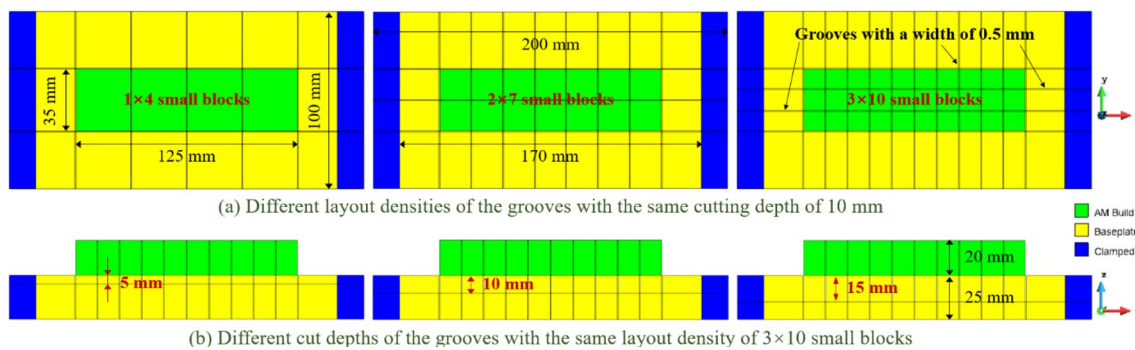 200 mm
Grooves with a width of 0.5 mm
35 mm
1×4 small blocks
100 mm
2×7 small blocks
3×10 small blocks
y
125 mm
170 mm
(a) Different layout densities of the grooves with the same cutting depth of 10 mm
AM Build
Baseplate
Clamped
5 mm
10 mm
15 mm
20 mm
25 mm
z
(b) Different cut depths of the grooves with the same layout density of 3×10 small blocks